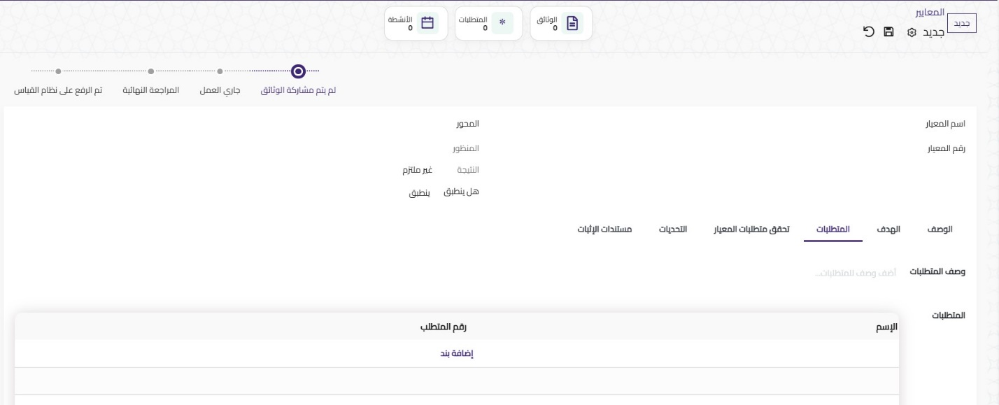 جديد
المعايير
جديد
الوثائق
0
المتطلبات
0
الأنشطة
0
لم يتم مشاركة الوثائق
جاري العمل
المراجعة النهائية
تم الرفع على نظام القياس
اسم المعيار
رقم المعيار
المحور
المنظور
النتيجة غير ملتزم
هل ينطبق ينطبق
الوصف الهدف المتطلبات تحقق متطلبات المعيار التحديات مستندات الإثبات
وصف المتطلبات أضف وصف للمتطلبات...
المتطلبات
الإسم رقم المتطلب
إضافة بند